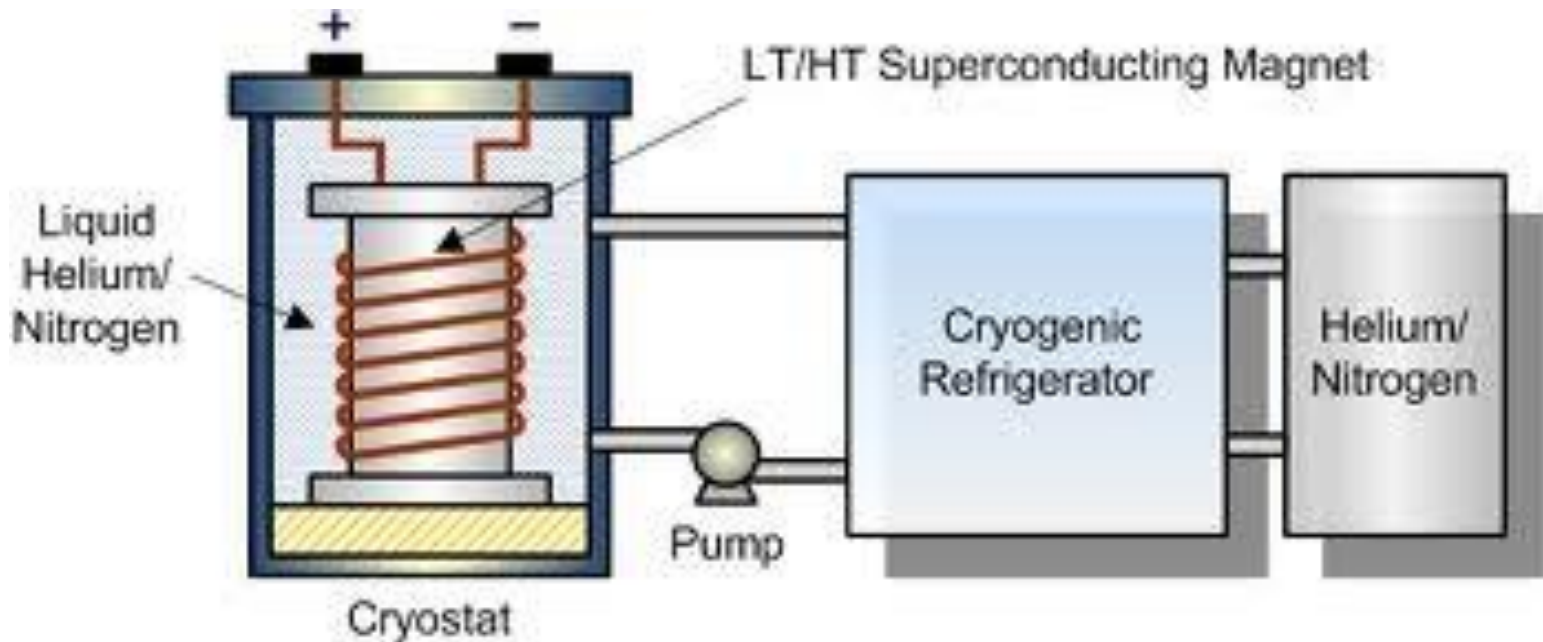 + −
LT/HT Superconducting Magnet
Liquid
Helium/
Nitrogen
Cryogenic
Refrigerator
Helium/
Nitrogen
Pump
Cryostat